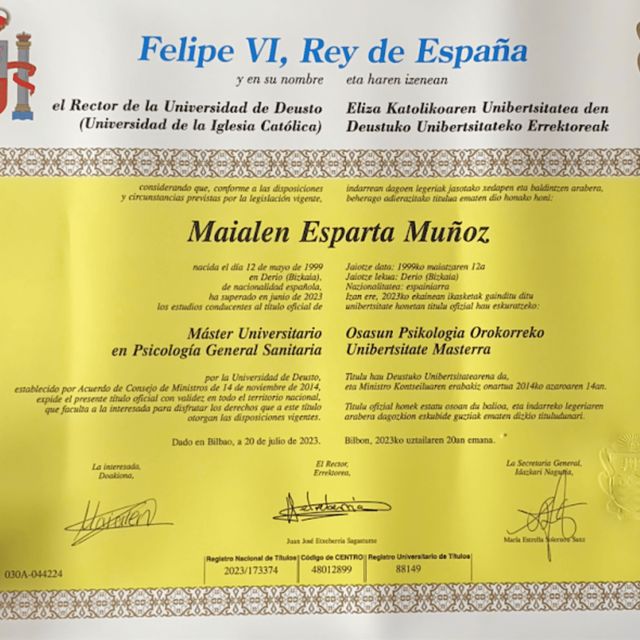 Felipe VI, Rey de España
y en su nombre
eta haren izenean
el Rector de la Universidad de Deusto
(Universidad de la Iglesia Católica)
Eliza Katolikoaren Unibertsitatea den
Deustuko Unibertsitateko Errektoreak
considerando que, conforme a las disposiciones
y circunstancias previstas por la legislación vigente,
indarrean dagoen legeriak jasotako xedapen eta baldintzen arabera,
beherago adierazitako titulua ematen dio honako honi:
Maialen Esparta Muñoz
nacida el día 12 de mayo de 1999
en Derio (Bizkaia),
de nacionalidad española,
ha superado en junio de 2023
los estudios conducentes al título oficial de
Jaiotze data: 1999ko maiatzaren 12a
Jaiotze lekua: Derio (Bizkaia)
Nazionalitatea: espainiarra
Izan ere, 2023ko ekainean ikasketak gainditu ditu
unibertsitate honetan titulu ofizial hau eskuratzeko:
Máster Universitario
en Psicología General Sanitaria
Osasun Psikologia Orokorreko
Unibertsitate Masterra
por la Universidad de Deusto,
establecido por Acuerdo de Consejo de Ministros de 14 de noviembre de 2014,
expide el presente título oficial con validez en todo el territorio nacional,
que faculta a la interesada para disfrutar los derechos que a este título
otorgan las disposiciones vigentes.
Titulu hau Deustuko Unibertsitatearena da,
eta Ministro Kontseiluaren erabakiz onartua 2014ko azaroaren 14an.
Titulu ofizial honek estatu osoan du balioa, eta indarreko legeriaren
arabera dagozkion eskubide guztiak ematen dizkio tituludunari.
Dado en Bilbao, a 20 de julio de 2023.
Bilbon, 2023ko uztailaren 20an emana.
La interesada,
Doakiona,
El Rector,
Errektorea,
La Secretaria General,
Idazkari Nagusia,
Maialen
Etxeberria
Juan José Etxeberria Sagastume
María Estrella Solernou Sanz
030A-044224
Registro Nacional de Títulos
2023/173374
Código de CENTRO
48012899
Registro Universitario de Títulos
88149